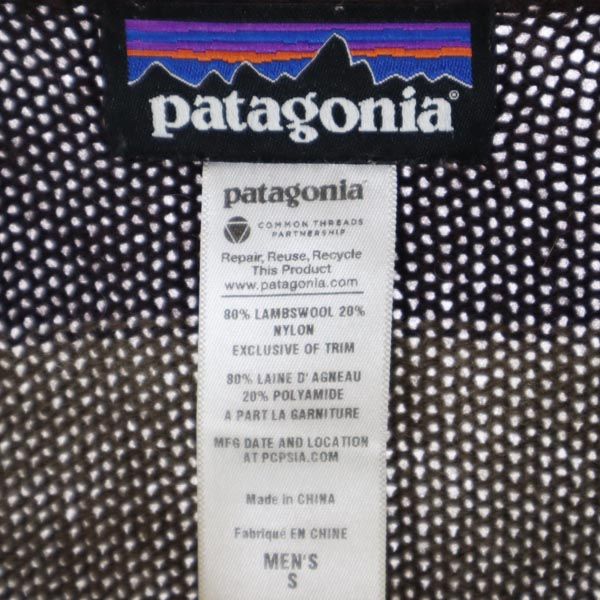 patagonia®
patagonia®
COMMON THREADS
PARTNERSHIP
Repair, Reuse, Recycle
This Product
www.patagonia.com
80% LAMBSWOOL 20%
NYLON
EXCLUSIVE OF TRIM
80% LAINE D'AGNEAU
20% POLYAMIDE
A PART LA GARNITURE
MFG DATE AND LOCATION
AT PCPSIA.COM
Made in CHINA
Fabriqué EN CHINE
MEN'S
S